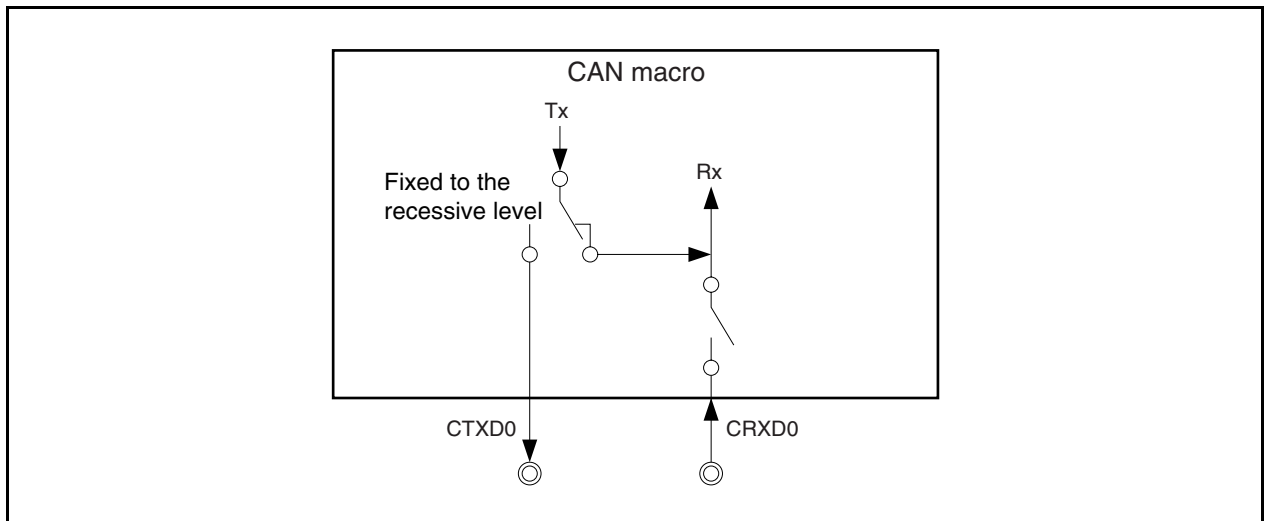 CAN macro
Tx
Rx
Fixed to the
recessive level
CTXD0
CRXD0